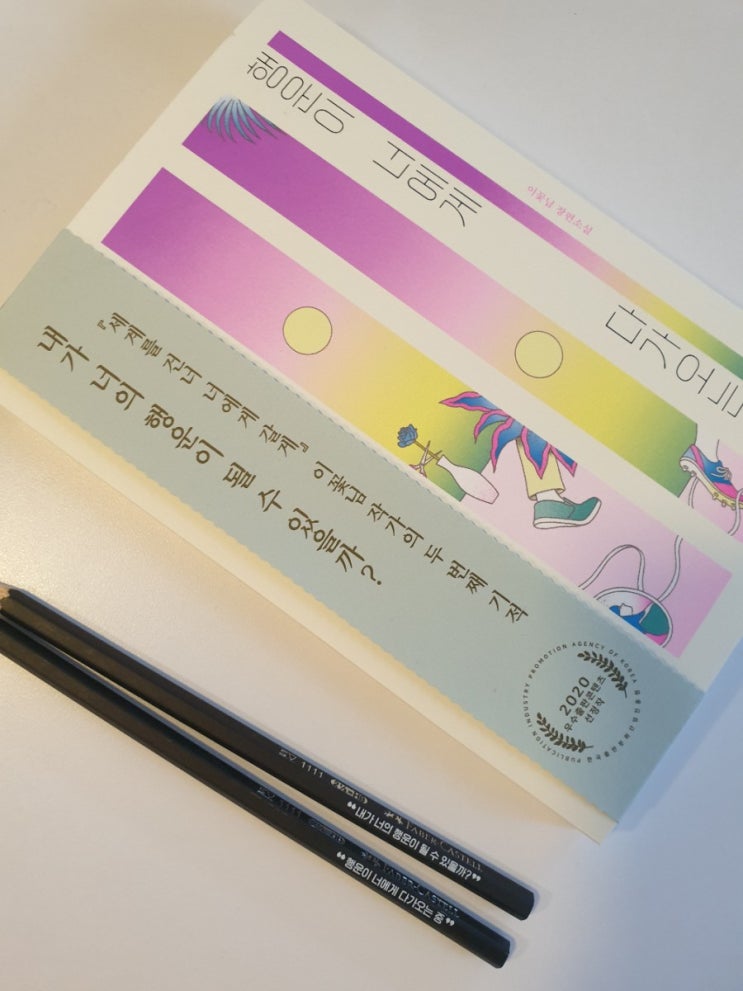 행운이
너에게
다가오는
이꽃님 장편소설
『세계를 건너 너에게 갈게』 이꽃님 작가의 두 번째 기적
내가 너의 행운이 될 수 있을까?
PUBLICATION INDUSTRY PROMOTION AGENCY OF KOREA
2020
우수출판콘텐츠
선정작
1111
FABER-CASTELL
"내가 너의 행운이 될 수 있을까?"
1111
FABER-CASTELL
"행운이 너에게 다가오는 중"